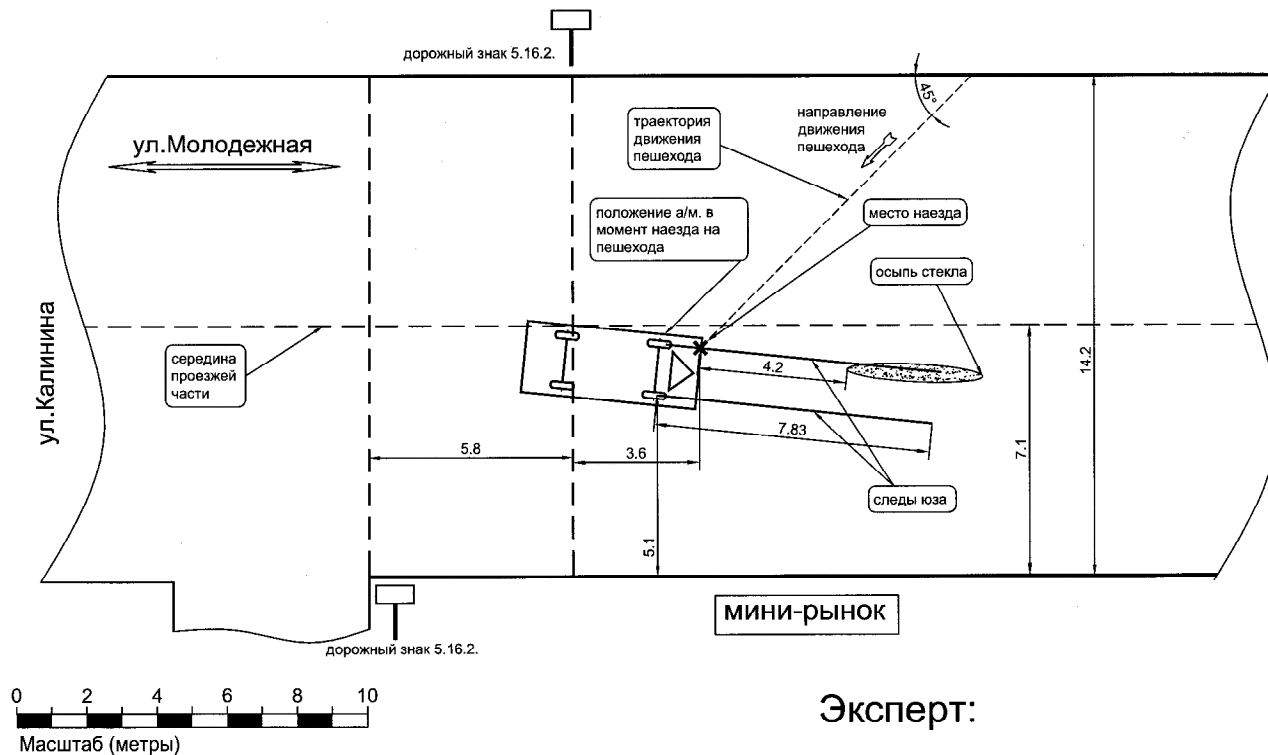 дорожный знак 5.16.2.
ул.Молодежная
траектория
движения
пешехода
направление
движения
пешехода
45°
положение а/м. в
момент наезда на
пешехода
место наезда
осыпь стекла
ул.Калинина
середина
проезжей
части
4.2
7.83
14.2
7.1
5.8
3.6
следы юза
5.1
мини-рынок
дорожный знак 5.16.2.
0 2 4 6 8 10
Масштаб (метры)
Эксперт: